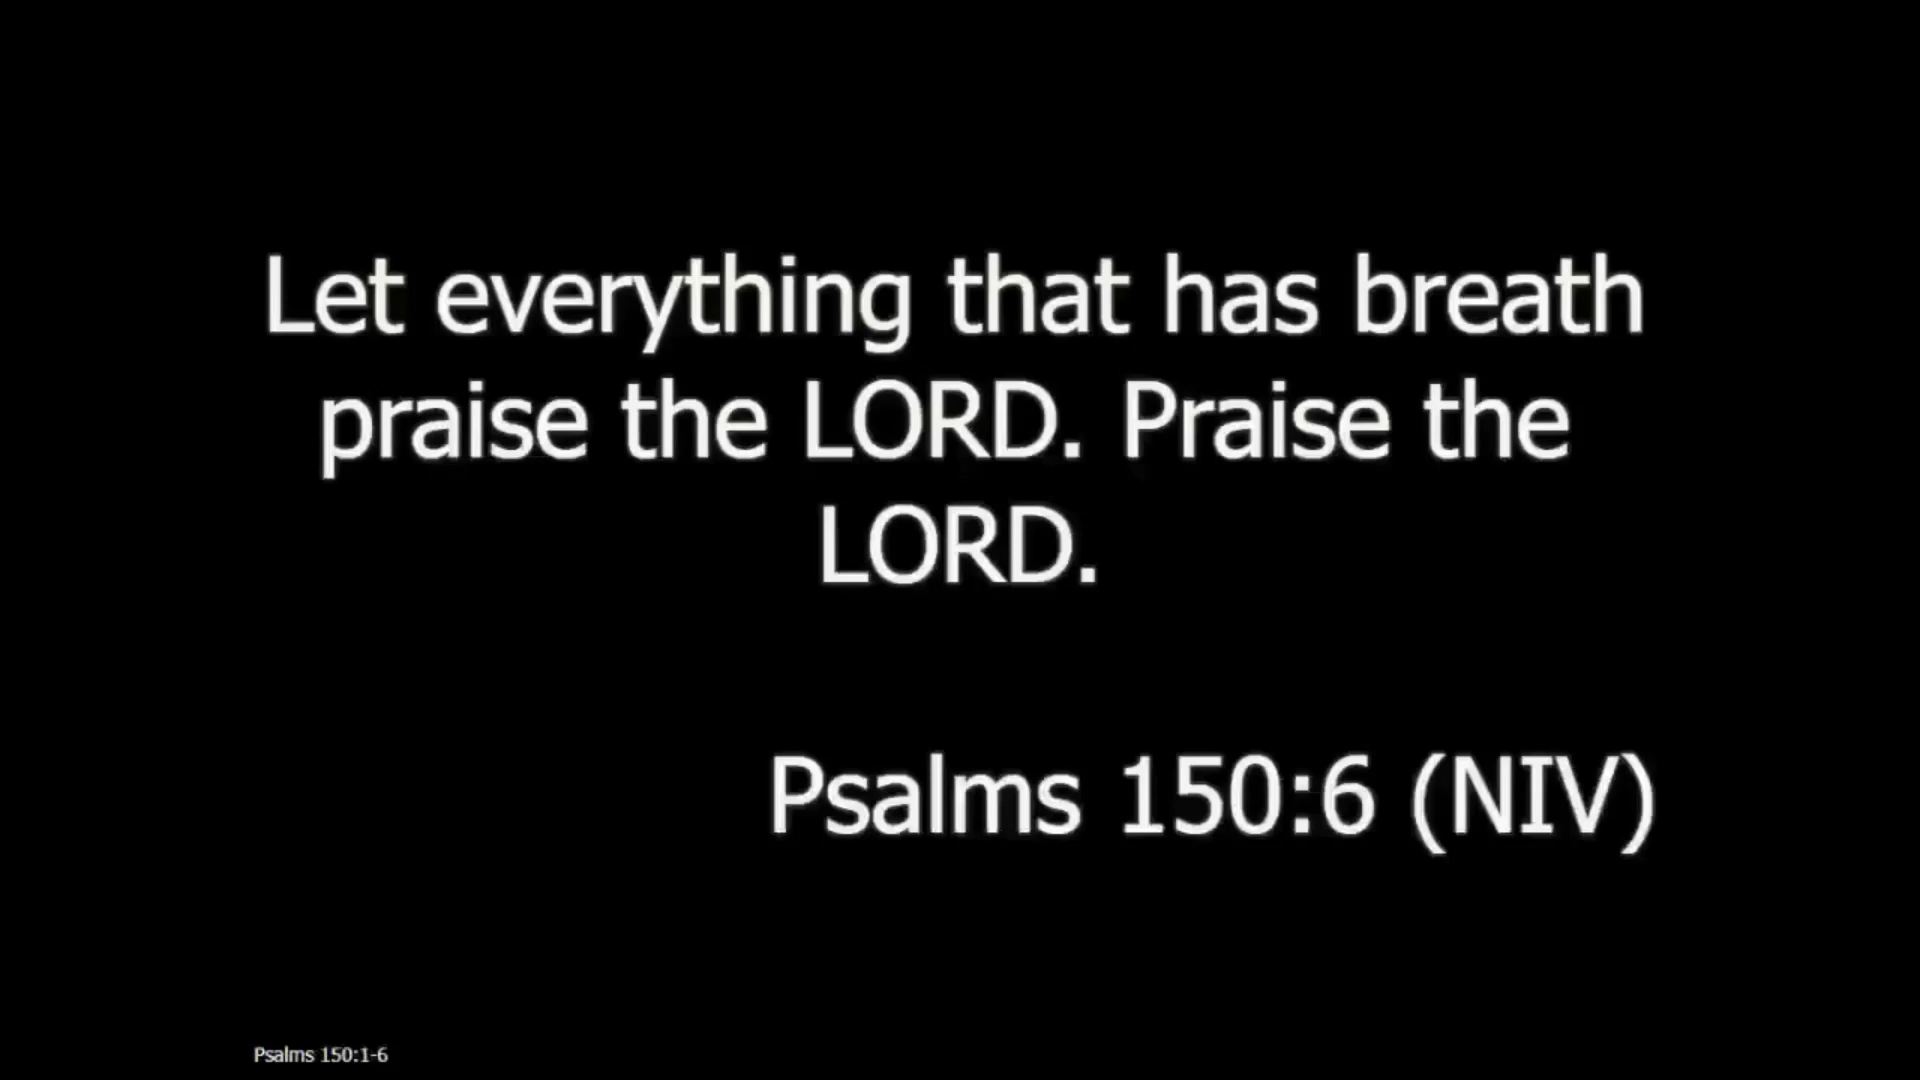 Let everything that has breath
praise the LORD. Praise the
LORD.
Psalms 150:6 (NIV)
Psalms 150:1-6